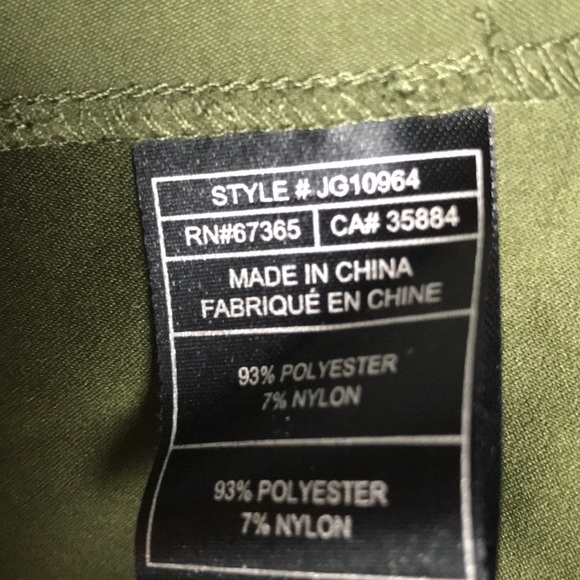 STYLE # JG10964
RN#67365 CA# 35884
MADE IN CHINA
FABRIQUÉ EN CHINE
93% POLYESTER
7% NYLON
93% POLYESTER
7% NYLON